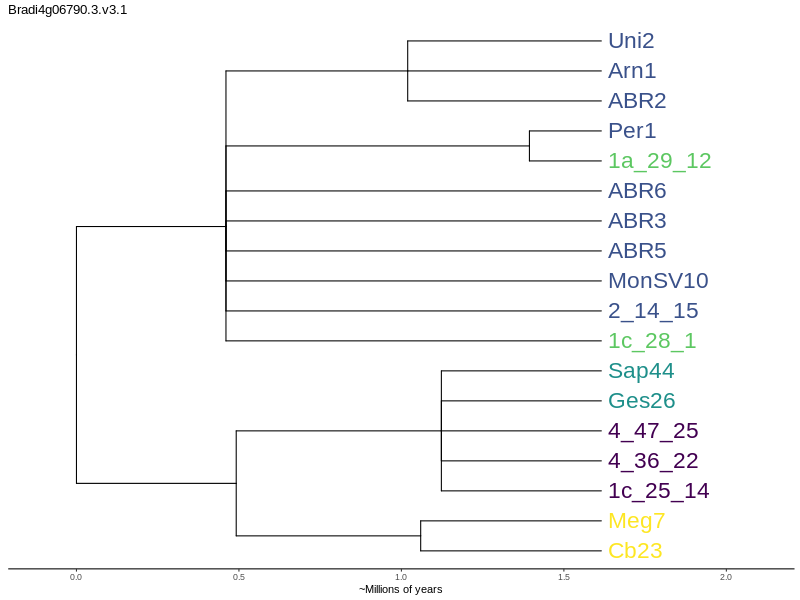 Bradi4g06790.3.v3.1
Uni2
Arn1
ABR2
Per1
1a_29_12
ABR6
ABR3
ABR5
MonSV10
2_14_15
1c_28_1
Sap44
Ges26
4_47_25
4_36_22
1c_25_14
Meg7
Cb23
0.0 0.5 1.0 1.5 2.0
~Millions of years